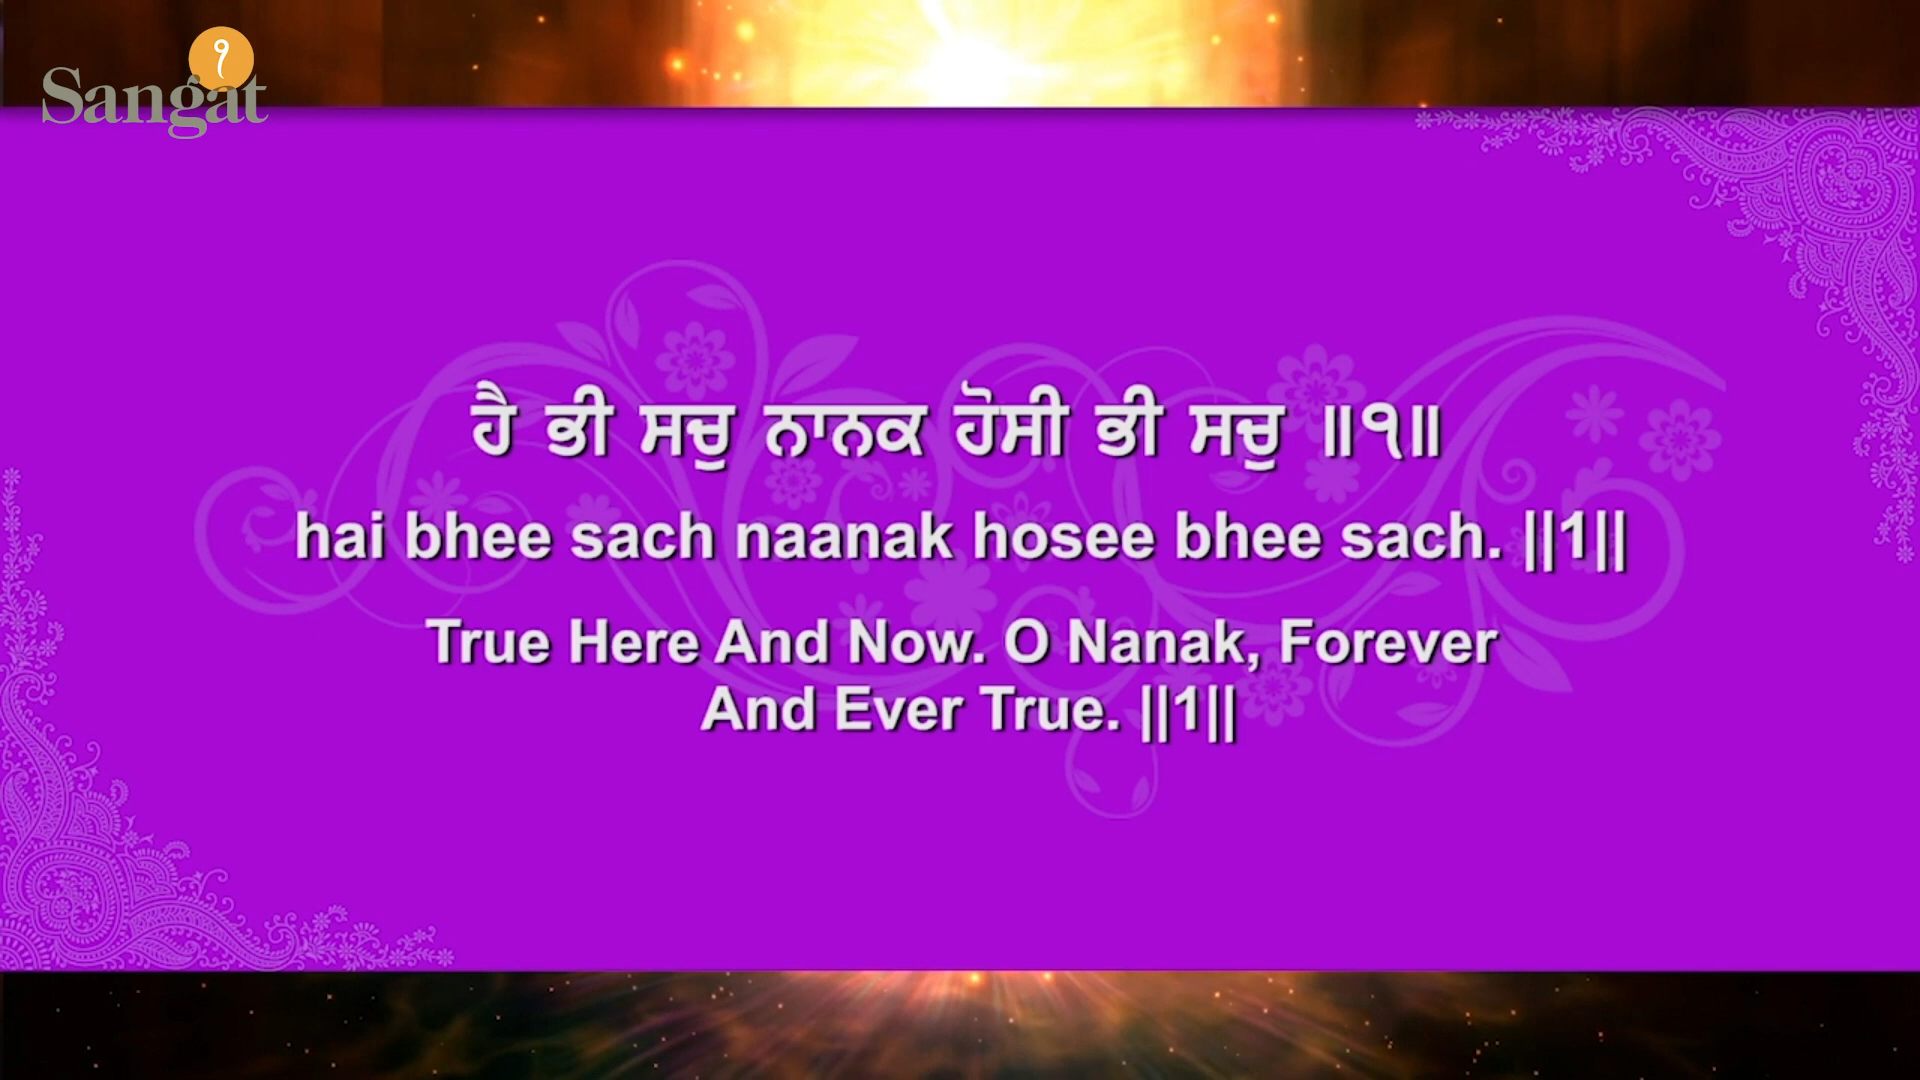 ੧
Sangat
ਹੈ ਭੀ ਸਚੁ ਨਾਨਕ ਹੋਸੀ ਭੀ ਸਚੁ ॥੧॥
hai bhee sach naanak hosee bhee sach. ||1||
True Here And Now. O Nanak, Forever
And Ever True. ||1||